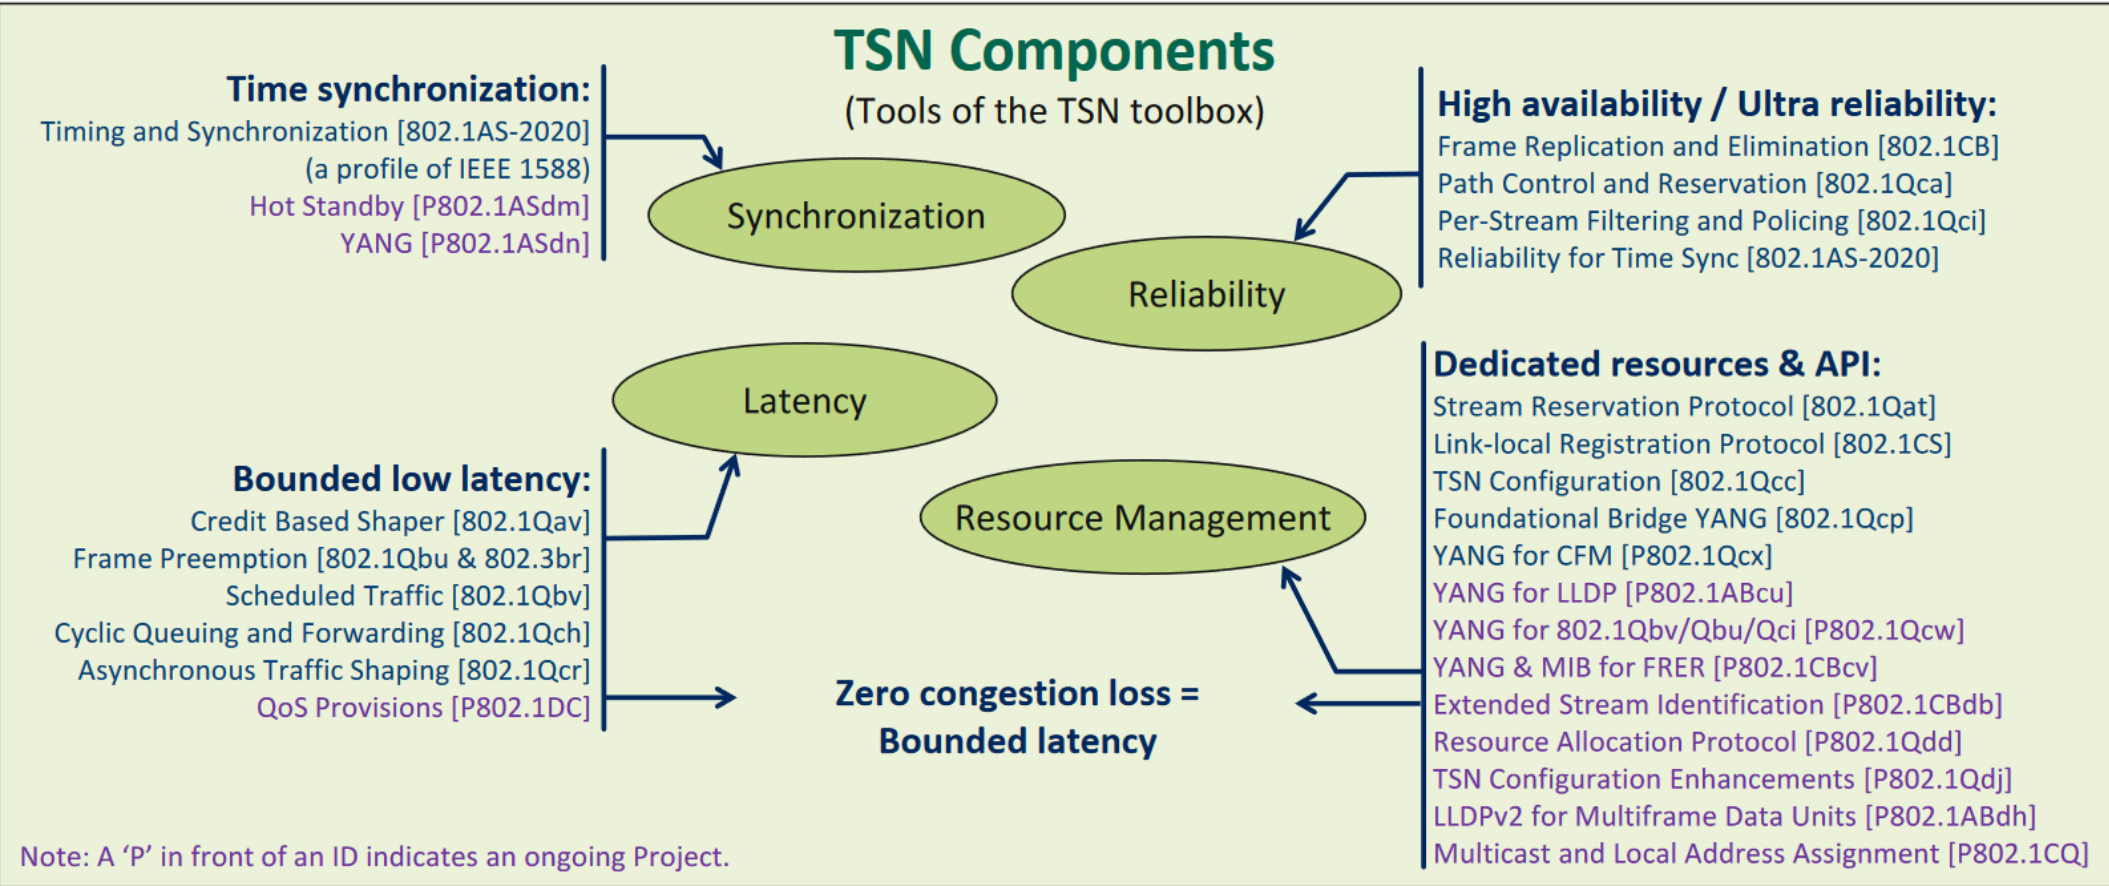 TSN Components
(Tools of the TSN toolbox)
Time synchronization:
Timing and Synchronization [802.1AS-2020]
(a profile of IEEE 1588)
Hot Standby [P802.1ASdm]
YANG [P802.1ASdn]
Synchronization
High availability / Ultra reliability:
Frame Replication and Elimination [802.1CB]
Path Control and Reservation [802.1Qca]
Per-Stream Filtering and Policing [802.1Qci]
Reliability for Time Sync [802.1AS-2020]
Reliability
Latency
Bounded low latency:
Credit Based Shaper [802.1Qav]
Frame Preemption [802.1Qbu & 802.3br]
Scheduled Traffic [802.1Qbv]
Cyclic Queuing and Forwarding [802.1Qch]
Asynchronous Traffic Shaping [802.1Qcr]
QoS Provisions [P802.1DC]
Resource Management
Dedicated resources & API:
Stream Reservation Protocol [802.1Qat]
Link-local Registration Protocol [802.1CS]
TSN Configuration [802.1Qcc]
Foundational Bridge YANG [802.1Qcp]
YANG for CFM [P802.1Qcx]
YANG for LLDP [P802.1ABcu]
YANG for 802.1Qbv/Qbu/Qci [P802.1Qcw]
YANG & MIB for FRER [P802.1CBcv]
Extended Stream Identification [P802.1CBdb]
Resource Allocation Protocol [P802.1Qdd]
TSN Configuration Enhancements [P802.1Qdj]
LLDPv2 for Multiframe Data Units [P802.1ABdh]
Multicast and Local Address Assignment [P802.1CQ]
Zero congestion loss =
Bounded latency
Note: A ‘P’ in front of an ID indicates an ongoing Project.